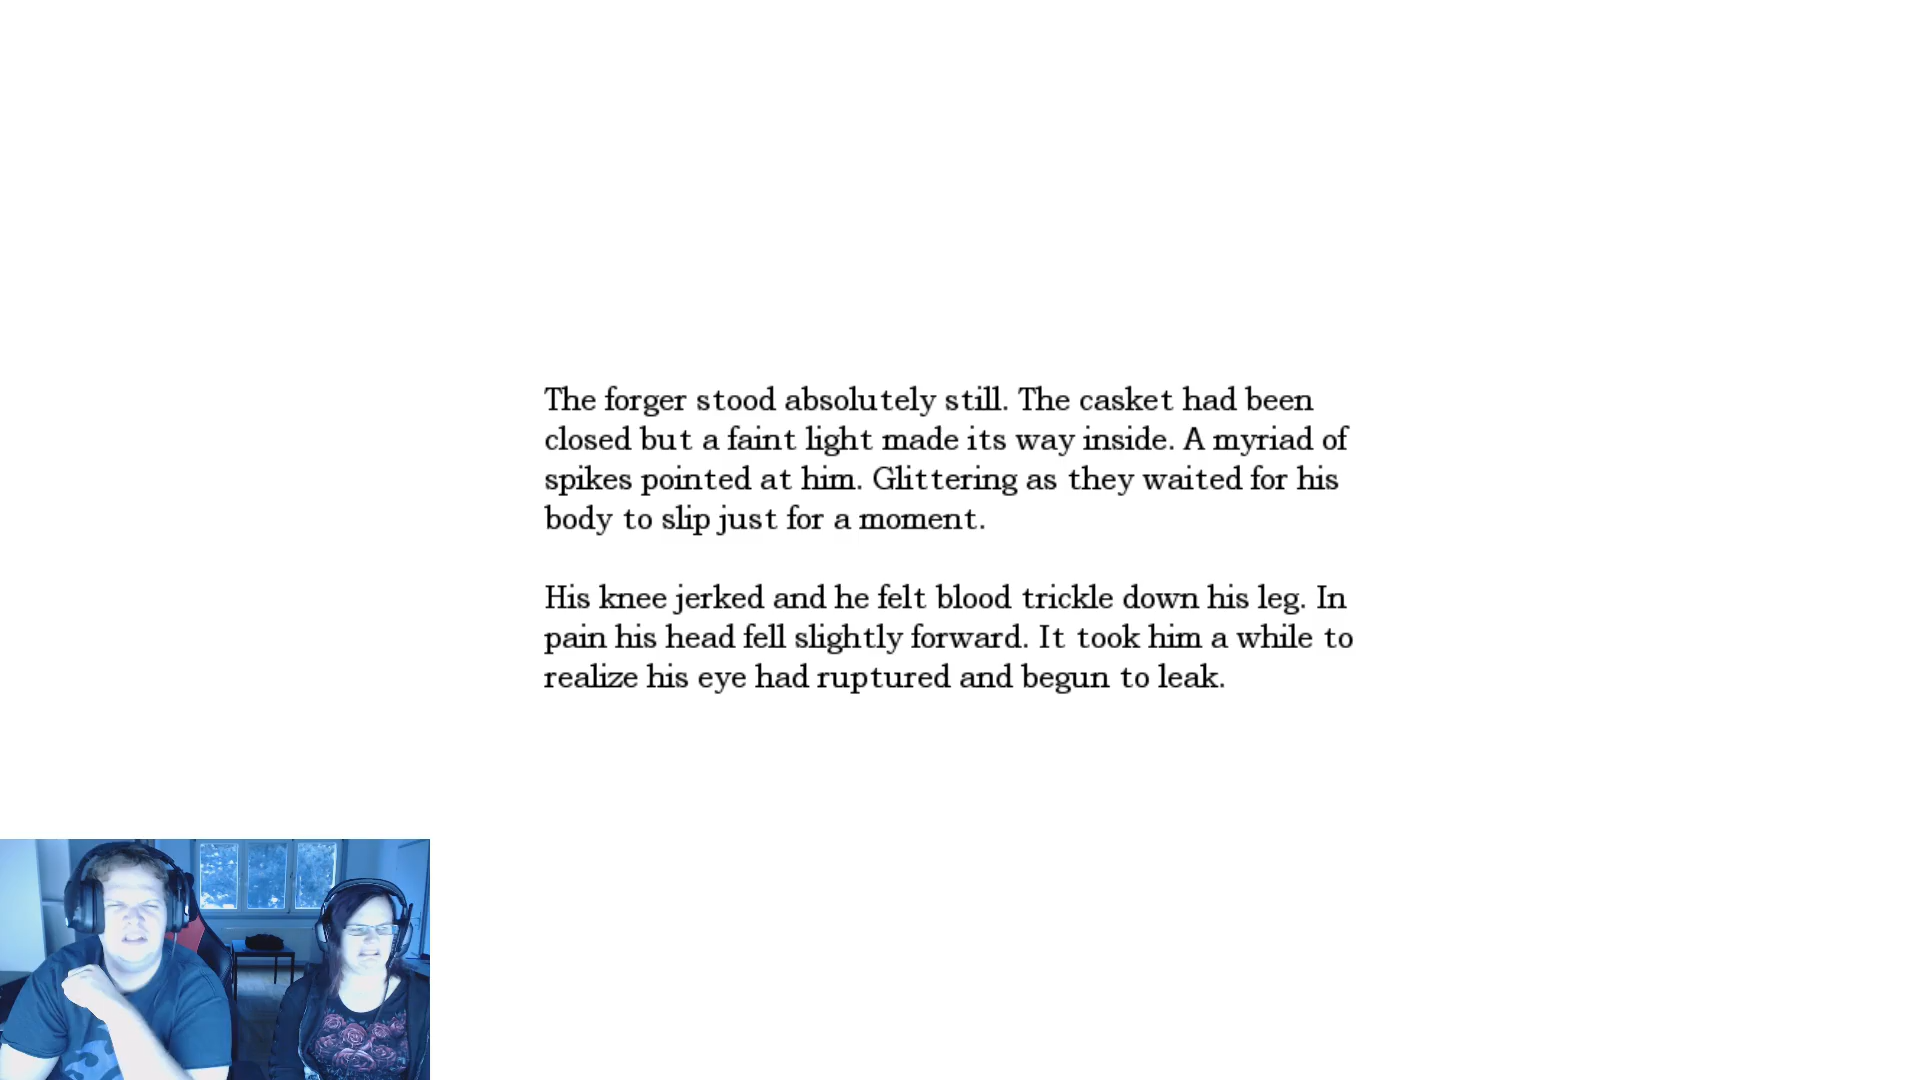 The forger stood absolutely still. The casket had been
closed but a faint light made its way inside. A myriad of
spikes pointed at him. Glittering as they waited for his
body to slip just for a moment.
His knee jerked and he felt blood trickle down his leg. In
pain his head fell slightly forward. It took him a while to
realize his eye had ruptured and begun to leak.